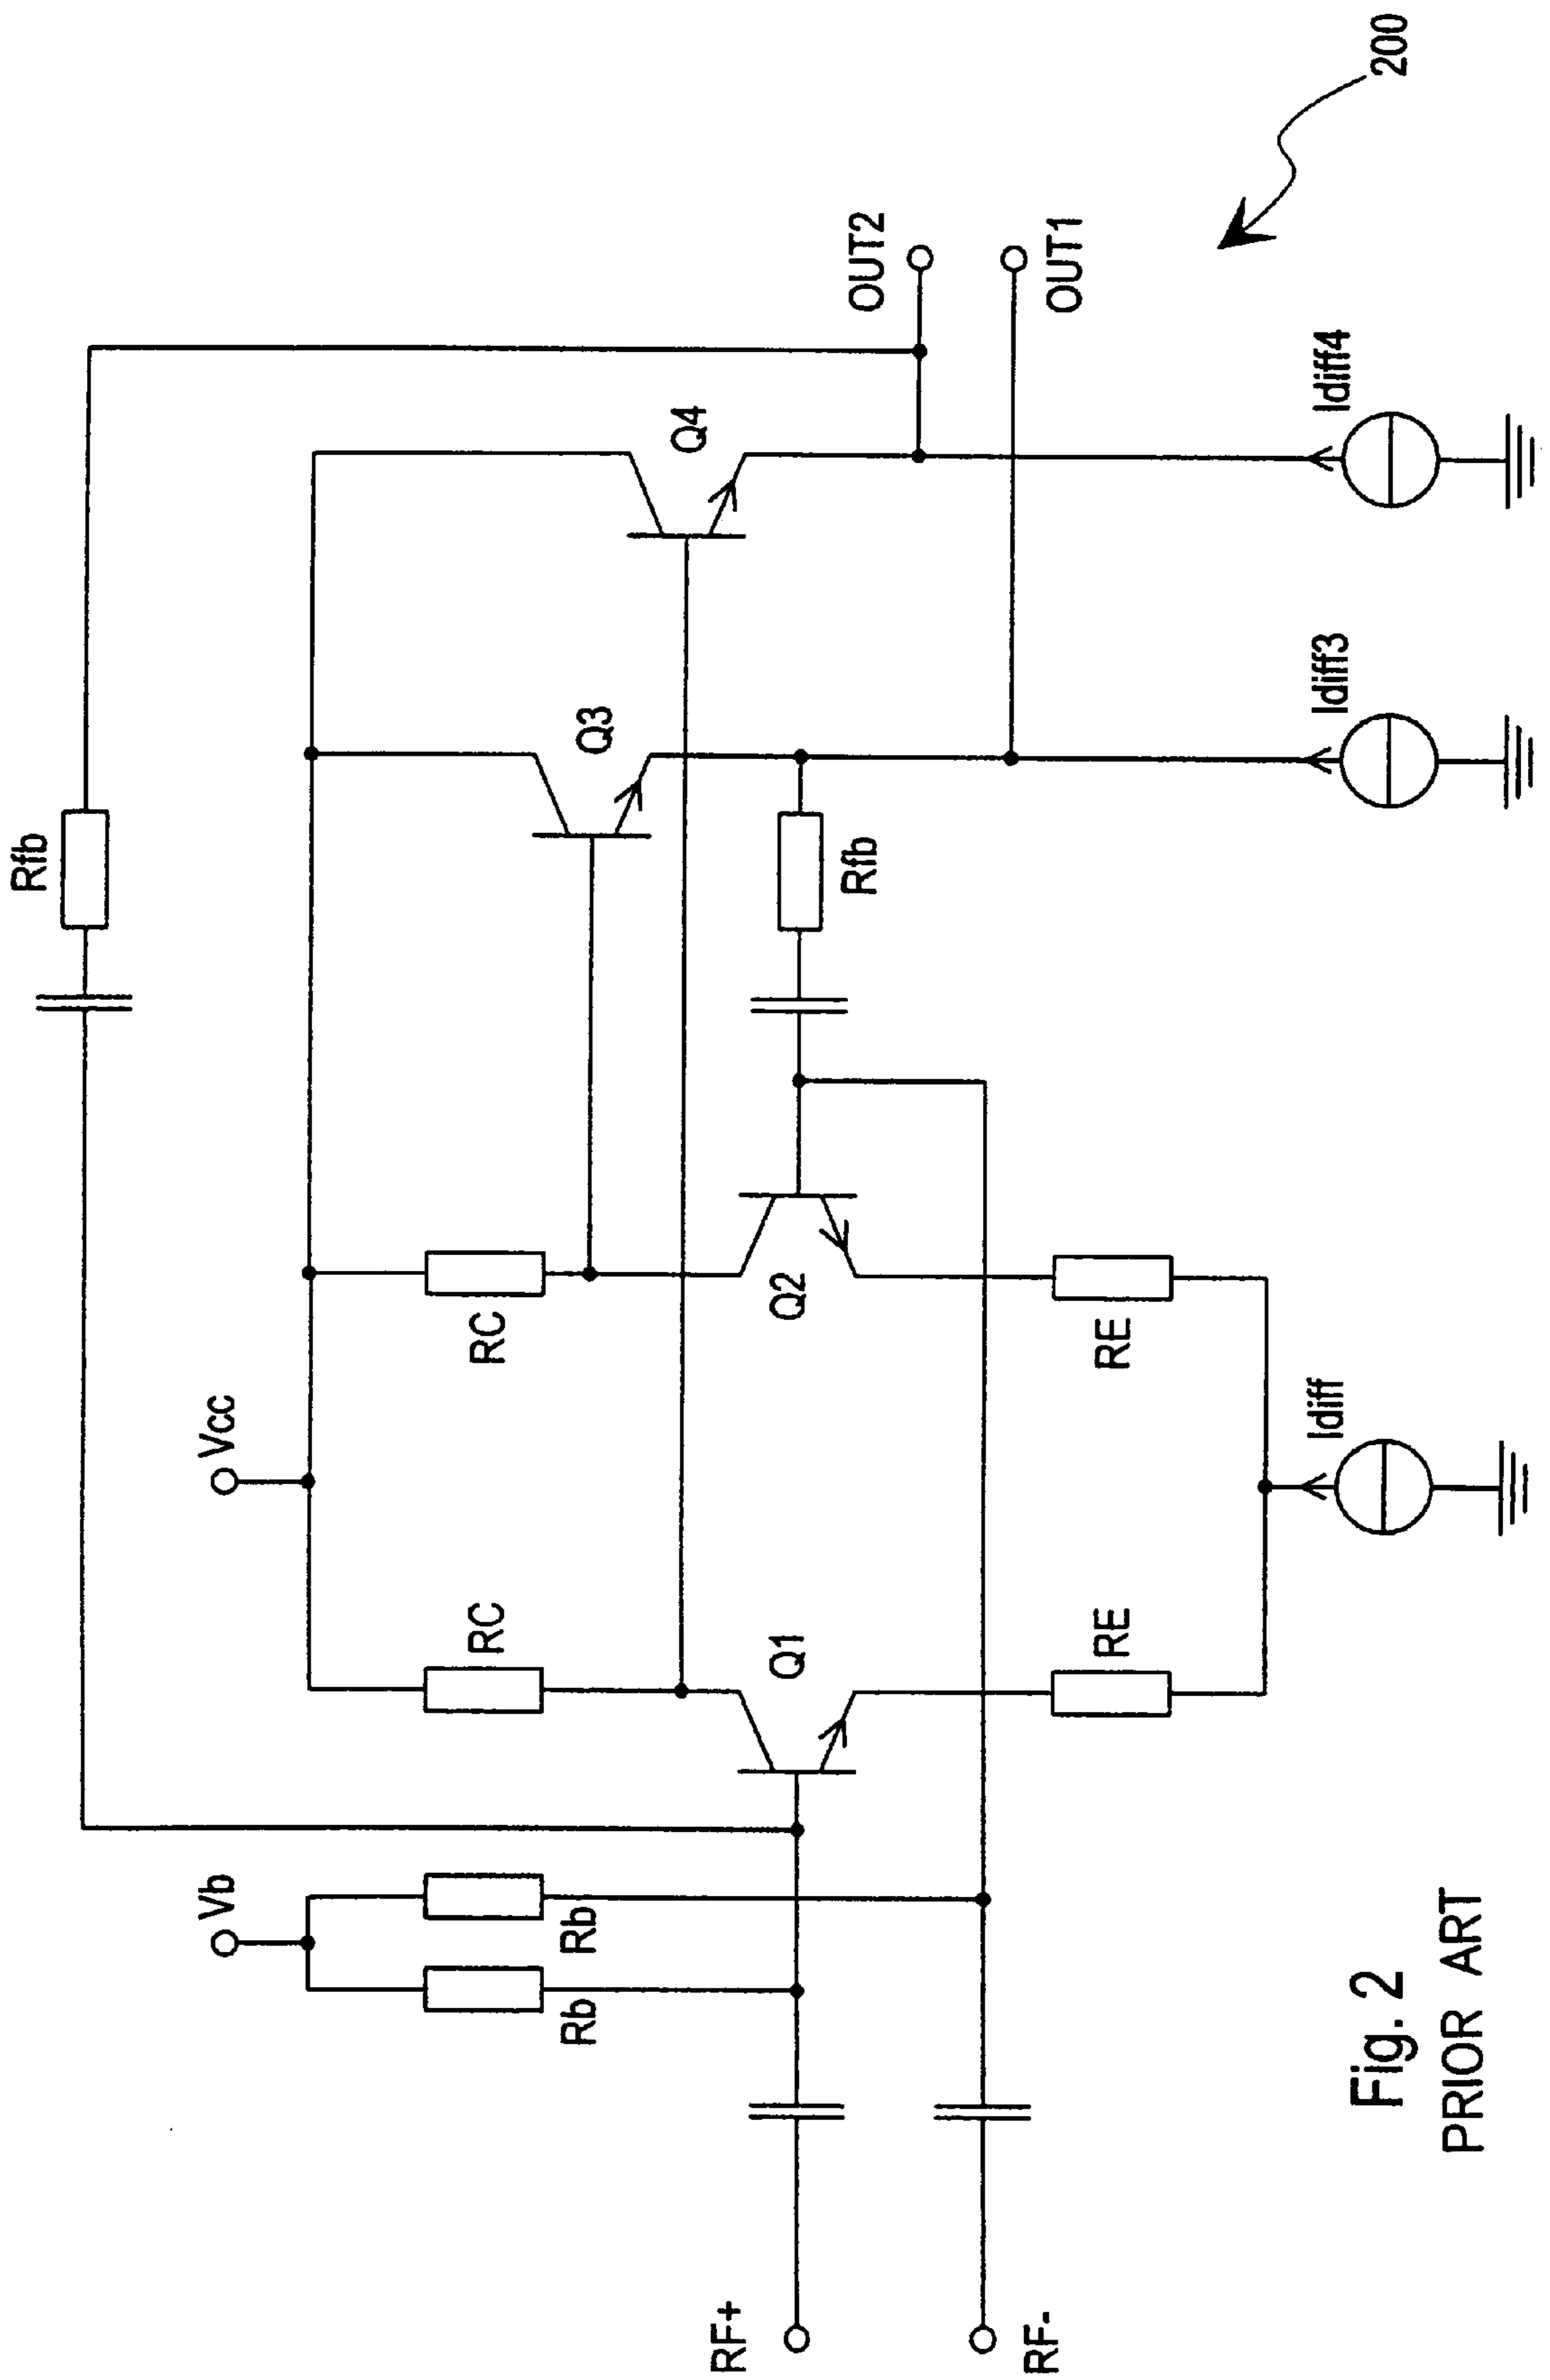 200
Rfb
Vcc
Vb
RC
RC
Rb
Rb
Q3
Q4
Q1
Q2
Rfb
OUT2
OUT1
RF+
RF-
RE
RE
Idiff
Idiff3
Idiff4
Fig. 2
PRIOR ART